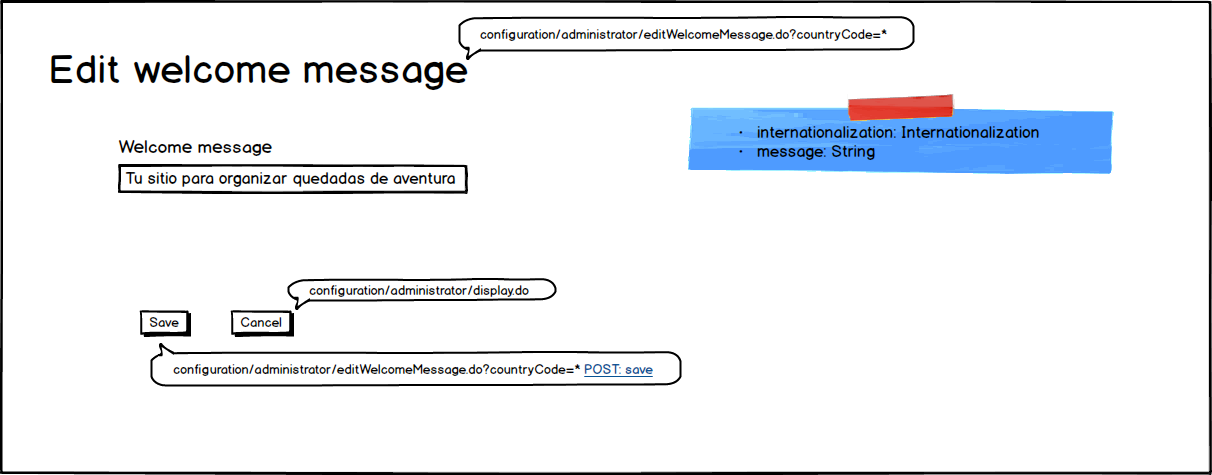 configuration/administrator/editWelcomeMessage.do?countryCode=*
Edit welcome message
· internationalization: Internationalization
· message: String
Welcome message
Tu sitio para organizar quedadas de aventura
configuration/administrator/display.do
Save
Cancel
configuration/administrator/editWelcomeMessage.do?countryCode=* POST: save